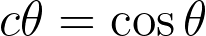 cθ = cos θ